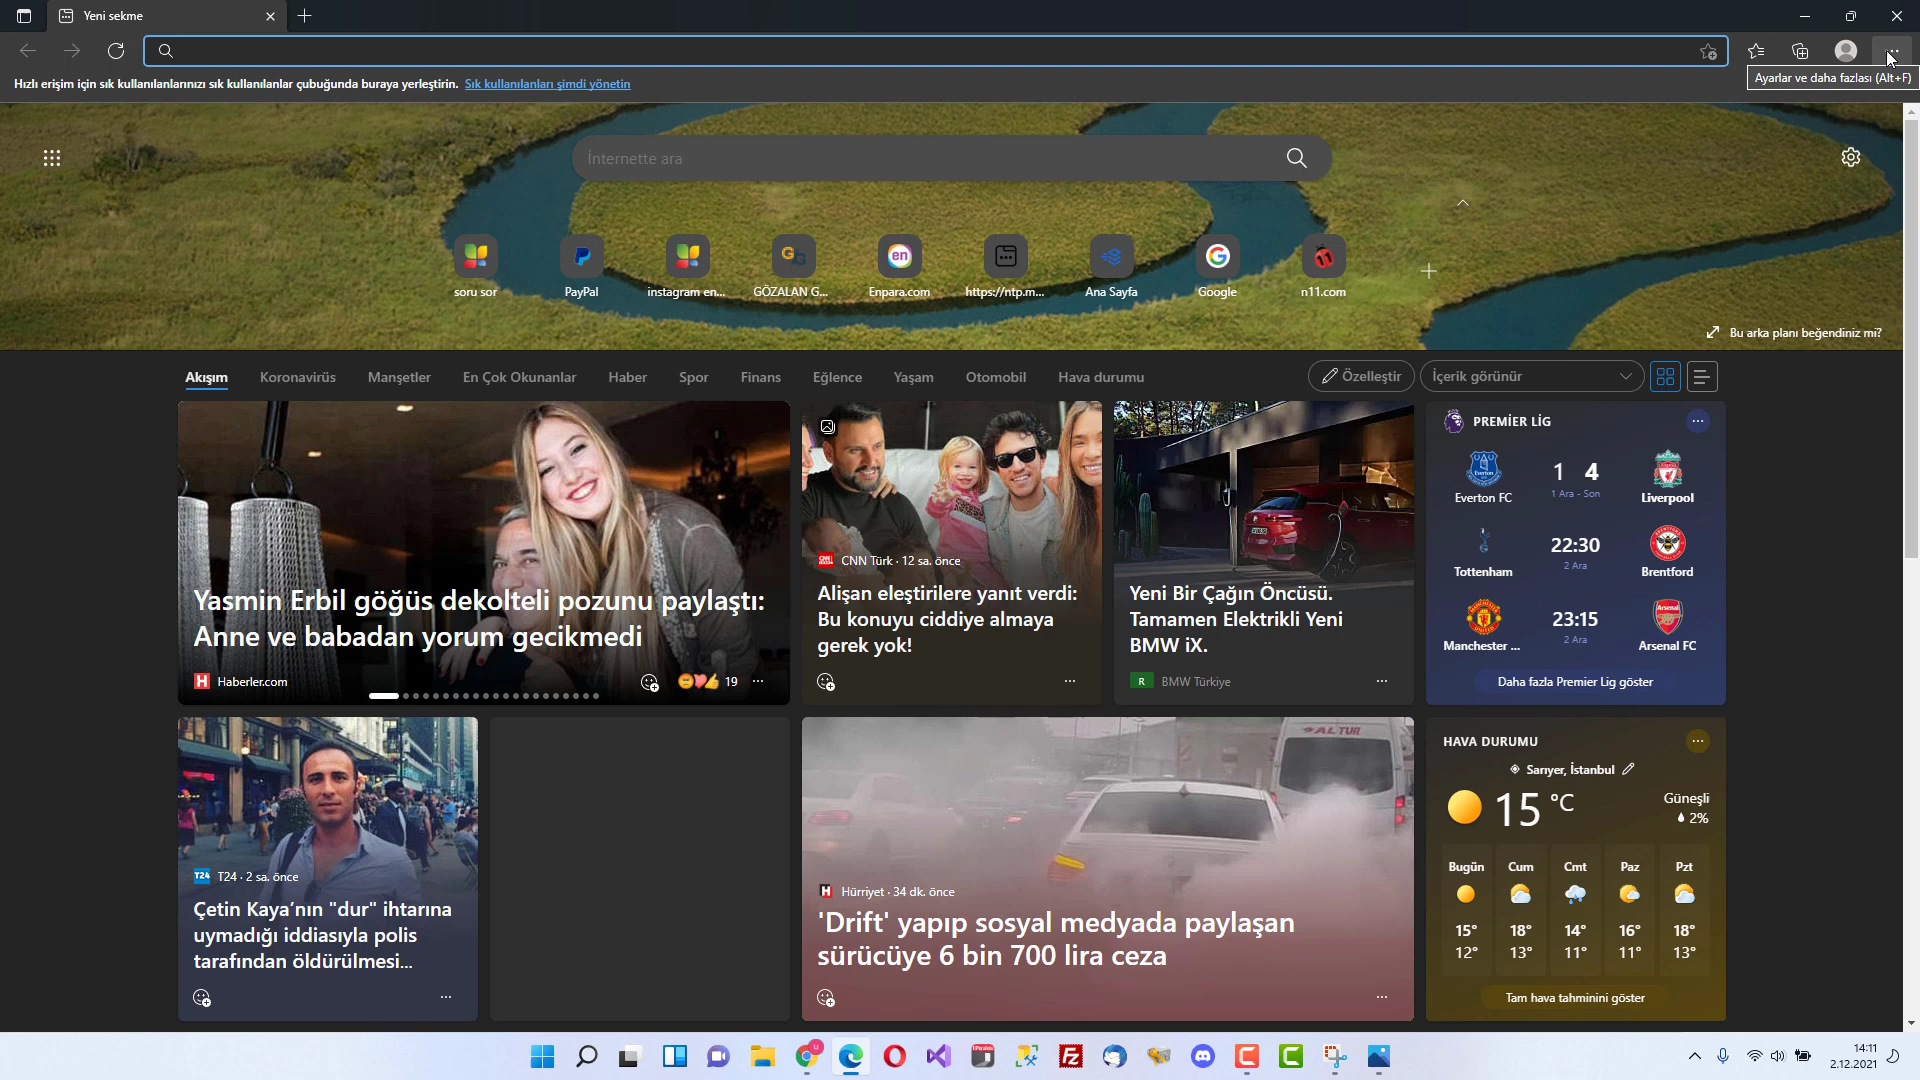 Yeni sekme
Ayarlar ve daha fazlası (Alt+F)
Hızlı erişim için sık kullanılanlarınızı sık kullanılanlar çubuğunda buraya yerleştirin. Sık kullanılanları şimdi yönetin
İnternette ara
soru sor
PayPal
instagram en...
GÖZALAN G...
en
Enpara.com
https://ntp.m...
Ana Sayfa
Google
11
n11.com
Bu arka planı beğendiniz mi?
Akışım
Koronavirüs
Manşetler
En Çok Okunanlar
Haber
Spor
Finans
Eğlence
Yaşam
Otomobil
Hava durumu
Özelleştir
İçerik görünür
Yasmin Erbil göğüs dekolteli pozunu paylaştı:
Anne ve babadan yorum gecikmedi
H Haberler.com
19
CNN Türk · 12 sa. önce
Alişan eleştirilere yanıt verdi:
Bu konuyu ciddiye almaya
gerek yok!
Yeni Bir Çağın Öncüsü.
Tamamen Elektrikli Yeni
BMW iX.
R BMW Türkiye
PREMİER LİG
Everton FC
1 4
1 Ara - Son
Liverpool
Tottenham
22:30
2 Ara
Brentford
Manchester ...
23:15
2 Ara
Arsenal FC
Daha fazla Premier Lig göster
T24 T24 · 2 sa. önce
Çetin Kaya’nın "dur" ihtarına
uymadığı iddiasıyla polis
tarafından öldürülmesi...
ALTUR
H Hürriyet · 34 dk. önce
'Drift' yapıp sosyal medyada paylaşan
sürücüye 6 bin 700 lira ceza
HAVA DURUMU
Sarıyer, İstanbul
15 °C
Güneşli
2%
Bugün Cum Cmt Paz Pzt
15° 18° 14° 16° 18°
12° 13° 11° 11° 13°
Tam hava tahminini göster
14:11
2.12.2021